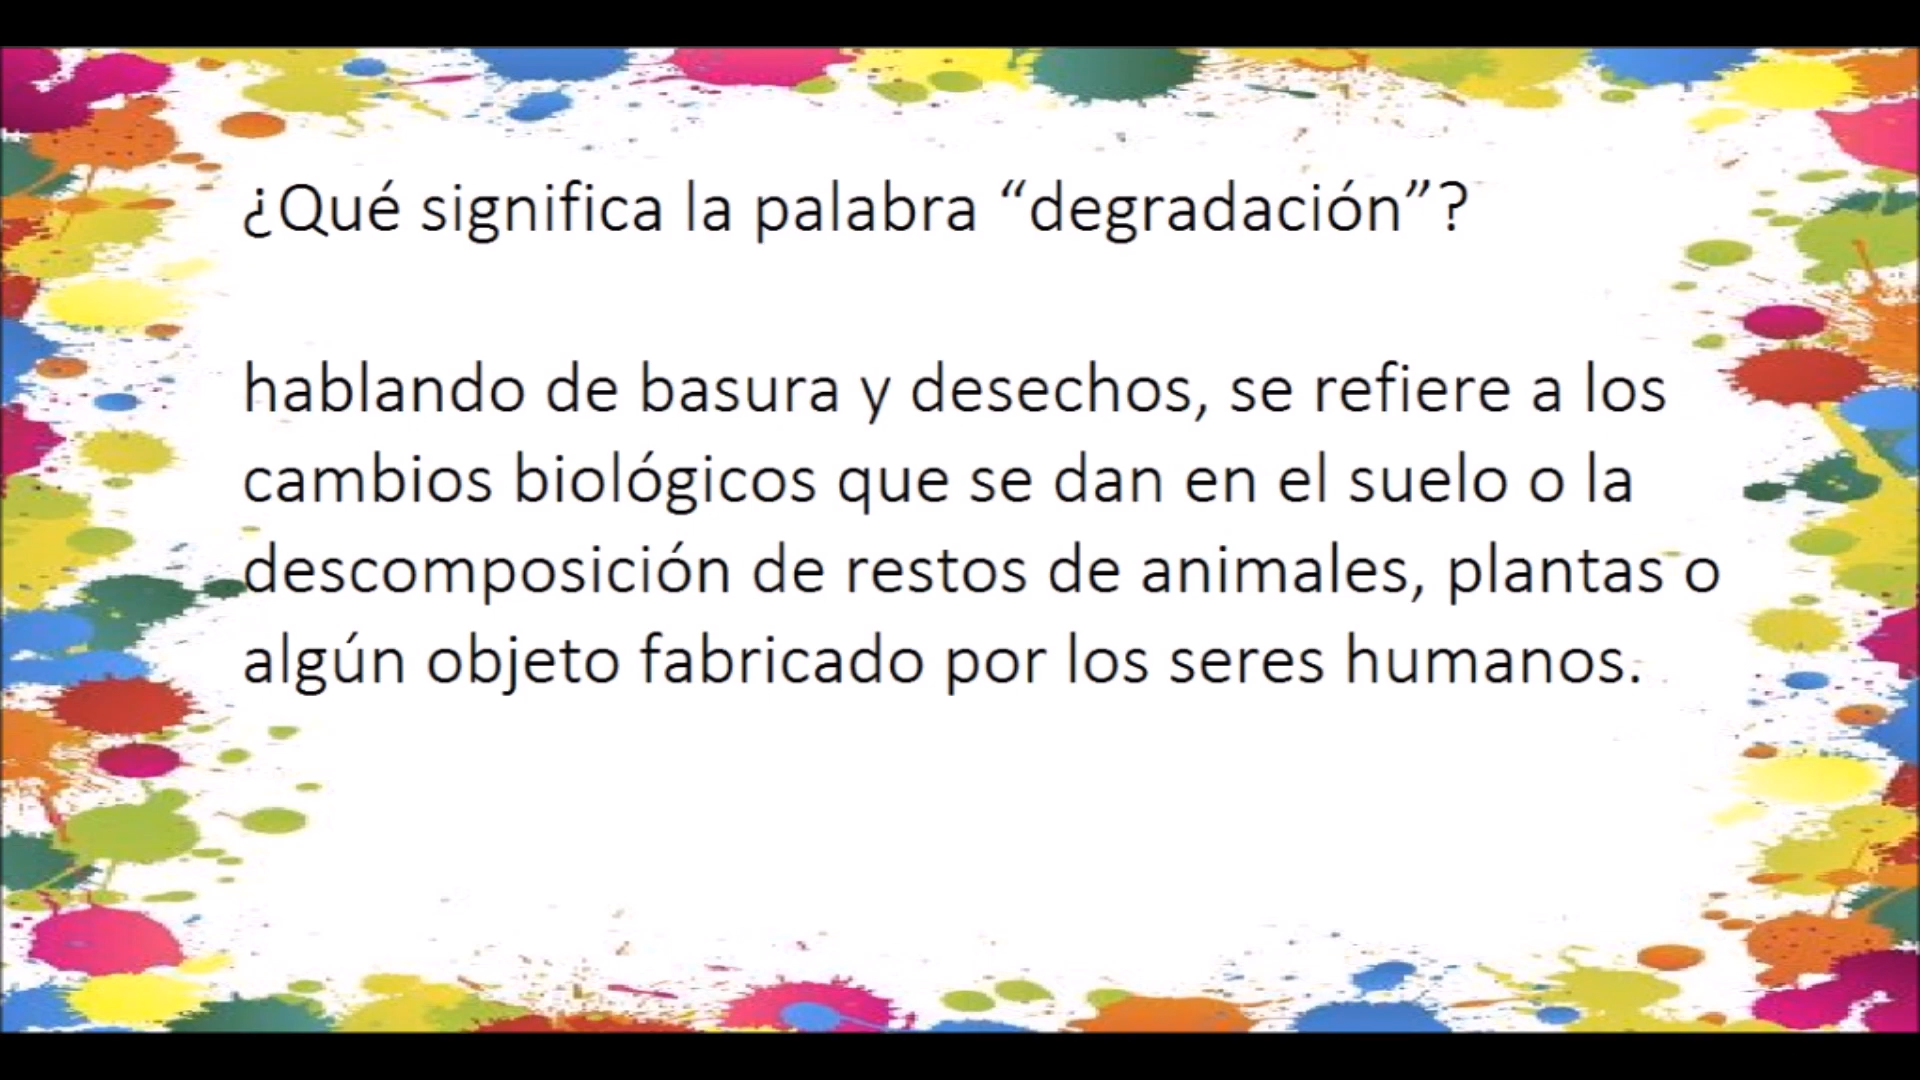 ¿Qué significa la palabra “degradación”?
hablando de basura y desechos, se refiere a los
cambios biológicos que se dan en el suelo o la
descomposición de restos de animales, plantas o
algún objeto fabricado por los seres humanos.